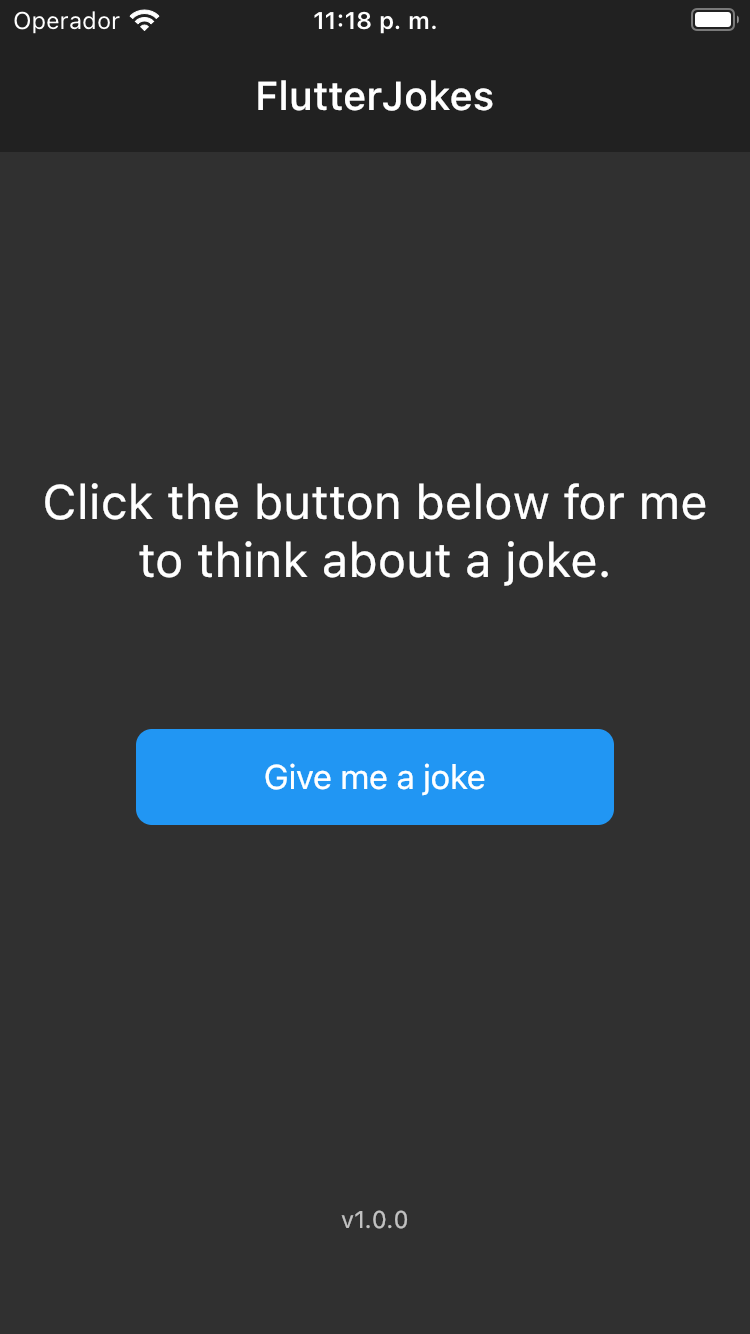 Operador 11:18 p. m.
FlutterJokes
Click the button below for me
to think about a joke.
Give me a joke
v1.0.0